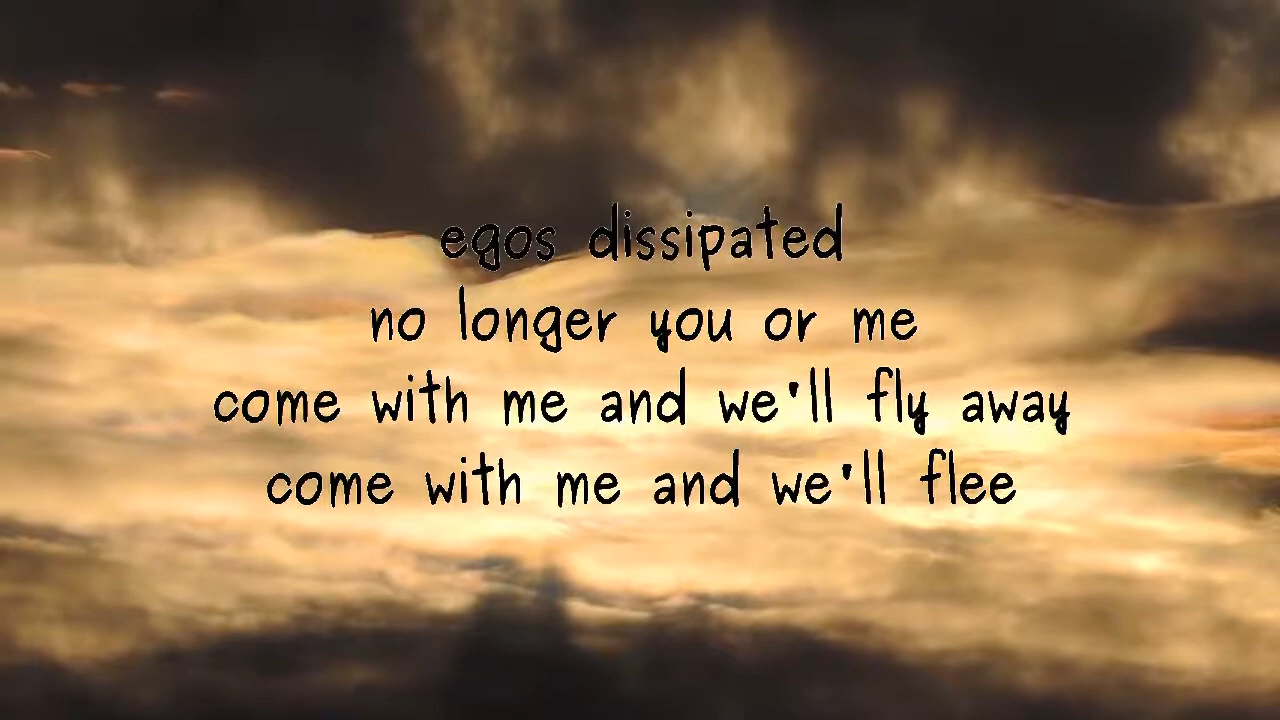 egos dissipated
no longer you or me
come with me and we'll fly away
come with me and we'll flee